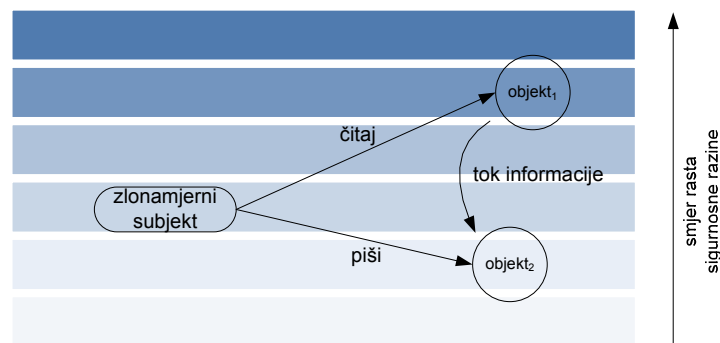 objekt₁
čitaj
tok informacije
zlonamjerni
subjekt
piši
objekt₂
smjer rasta
sigurnosne razine